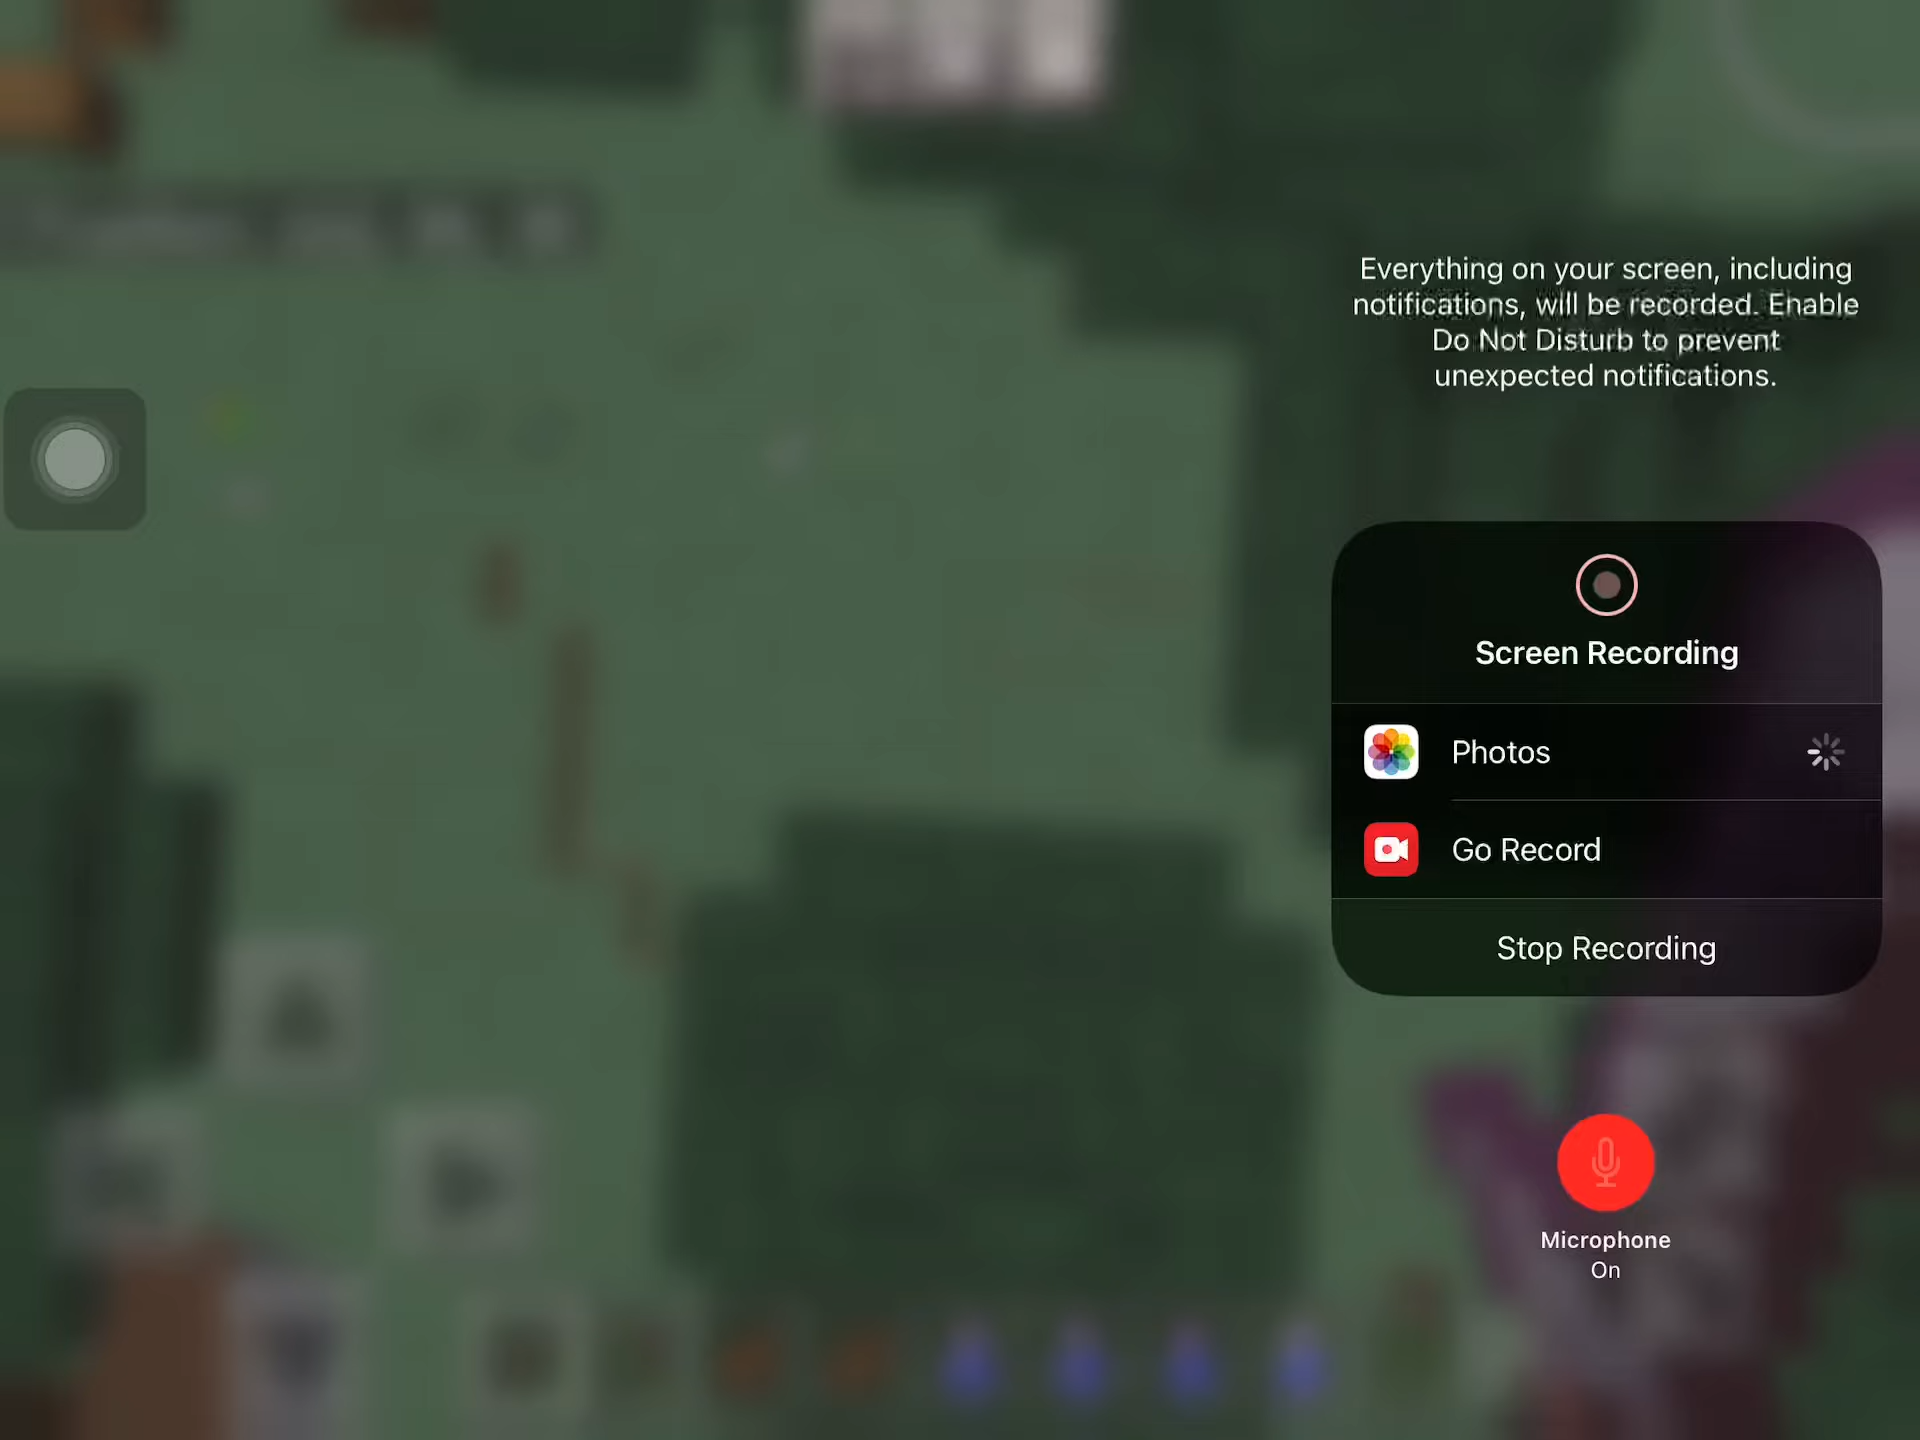 Everything on your screen, including
notifications, will be recorded. Enable
Do Not Disturb to prevent
unexpected notifications.
Screen Recording
Photos
Go Record
Stop Recording
Microphone
On